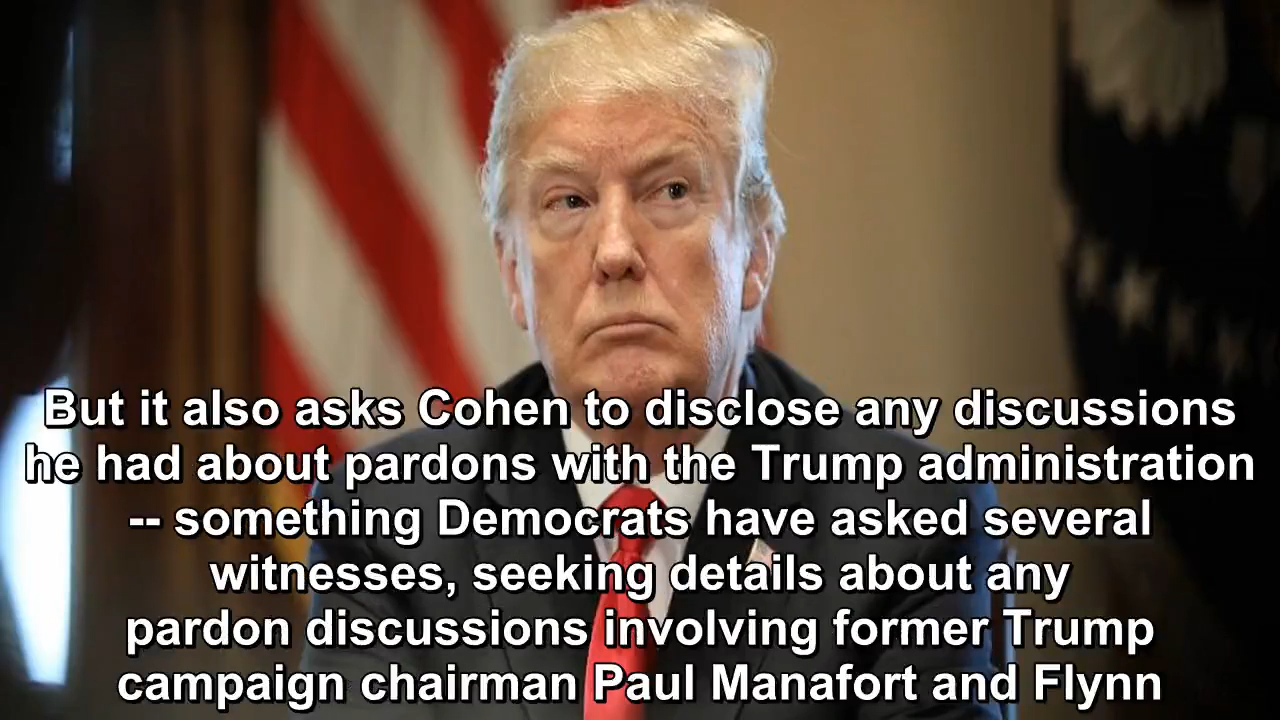 But it also asks Cohen to disclose any discussions
he had about pardons with the Trump administration
-- something Democrats have asked several
witnesses, seeking details about any
pardon discussions involving former Trump
campaign chairman Paul Manafort and Flynn